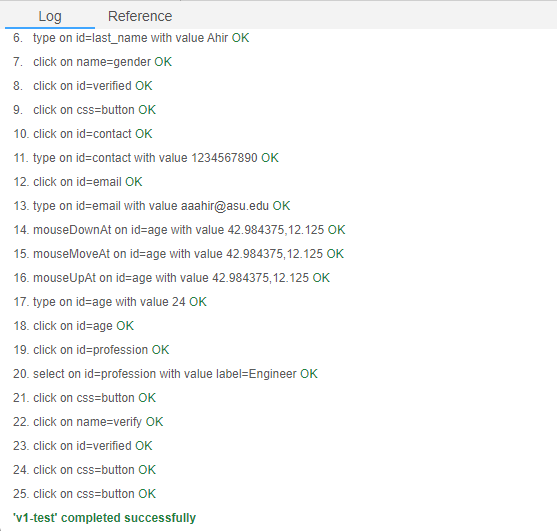 Log Reference
6. type on id=last_name with value Ahir OK
7. click on name=gender OK
8. click on id=verified OK
9. click on css=button OK
10. click on id=contact OK
11. type on id=contact with value 1234567890 OK
12. click on id=email OK
13. type on id=email with value aaahir@asu.edu OK
14. mouseDownAt on id=age with value 42.984375,12.125 OK
15. mouseMoveAt on id=age with value 42.984375,12.125 OK
16. mouseUpAt on id=age with value 42.984375,12.125 OK
17. type on id=age with value 24 OK
18. click on id=age OK
19. click on id=profession OK
20. select on id=profession with value label=Engineer OK
21. click on css=button OK
22. click on name=verify OK
23. click on id=verified OK
24. click on css=button OK
25. click on css=button OK
'v1-test' completed successfully